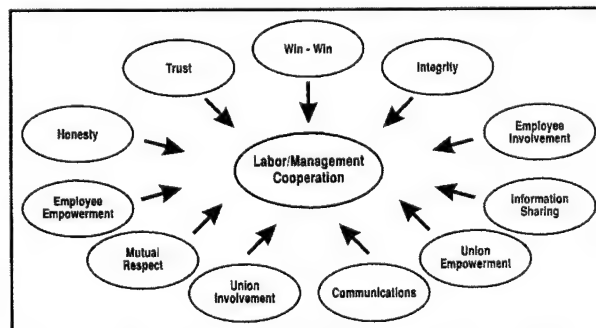 Win - Win
Trust
Integrity
Honesty
Employee
Involvement
Labor/Management
Cooperation
Employee
Empowerment
Information
Sharing
Mutual
Respect
Union
Empowerment
Union
Involvement
Communications